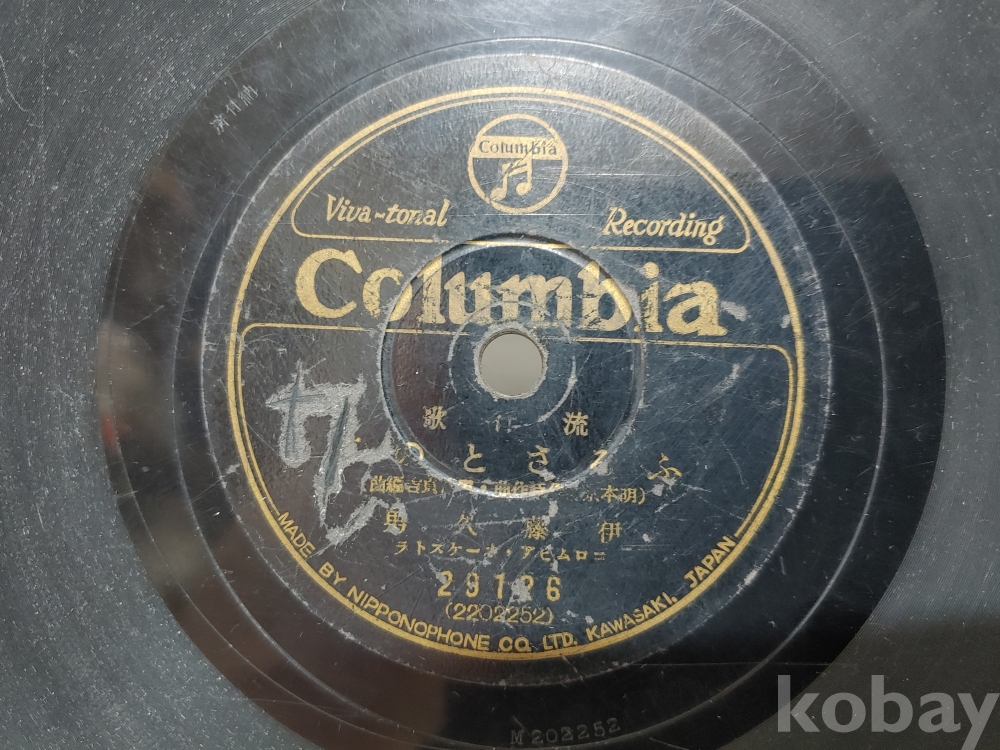 Columbia
Viva-tonal Recording
Columbia
流行歌
ふるさとの
伊藤久男
コロムビア・オーケストラ
29126
(2202252)
MADE BY NIPPONOPHONE CO. LTD. KAWASAKI, JAPAN
M202252
kobay